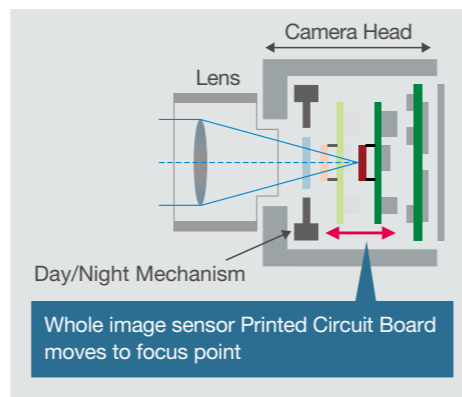 Camera Head
Lens
Day/Night Mechanism
Whole image sensor Printed Circuit Board
moves to focus point